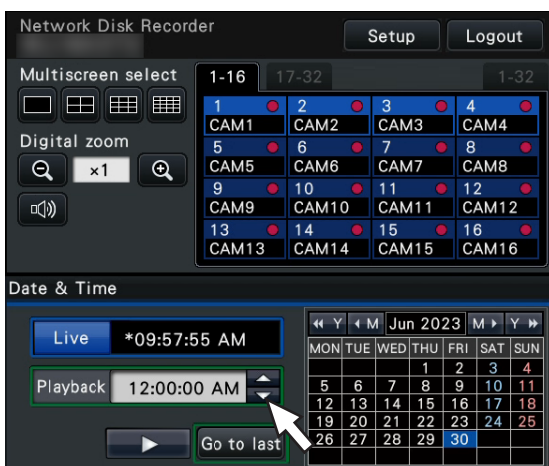 Network Disk Recorder
Setup
Logout
Multiscreen select
1-16
17-32
1-32
1
2
3
4
CAM1
CAM2
CAM3
CAM4
5
6
7
8
CAM5
CAM6
CAM7
CAM8
9
10
11
12
CAM9
CAM10
CAM11
CAM12
13
14
15
16
CAM13
CAM14
CAM15
CAM16
Digital zoom
×1
Date & Time
Live
*09:57:55 AM
Playback
12:00:00 AM
Go to last
Y M Jun 2023 M Y
MON TUE WED THU FRI SAT SUN
1 2 3 4
5 6 7 8 9 10 11
12 13 14 15 16 17 18
19 20 21 22 23 24 25
26 27 28 29 30